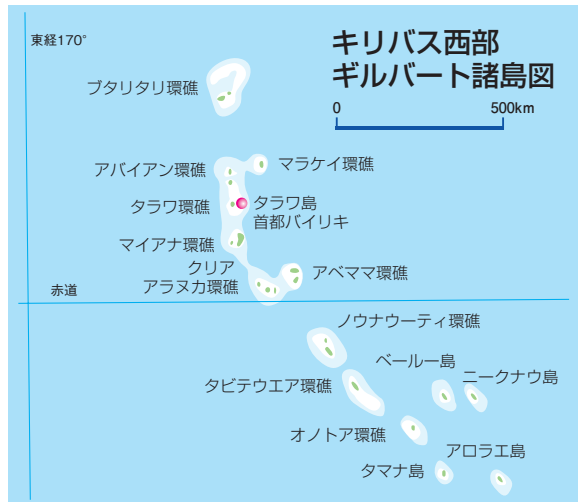 東経170°
キリバス西部
ギルバート諸島図
0
500km
ブタリタリ環礁
アバイアン環礁
マラケイ環礁
タラワ環礁
タラワ島
首都バイリキ
マイアナ環礁
クリア
アラヌカ環礁
アベママ環礁
赤道
ノウナウーティ環礁
ベールー島
ニークナウ島
タビテウエア環礁
オノトア環礁
アロラエ島
タマナ島